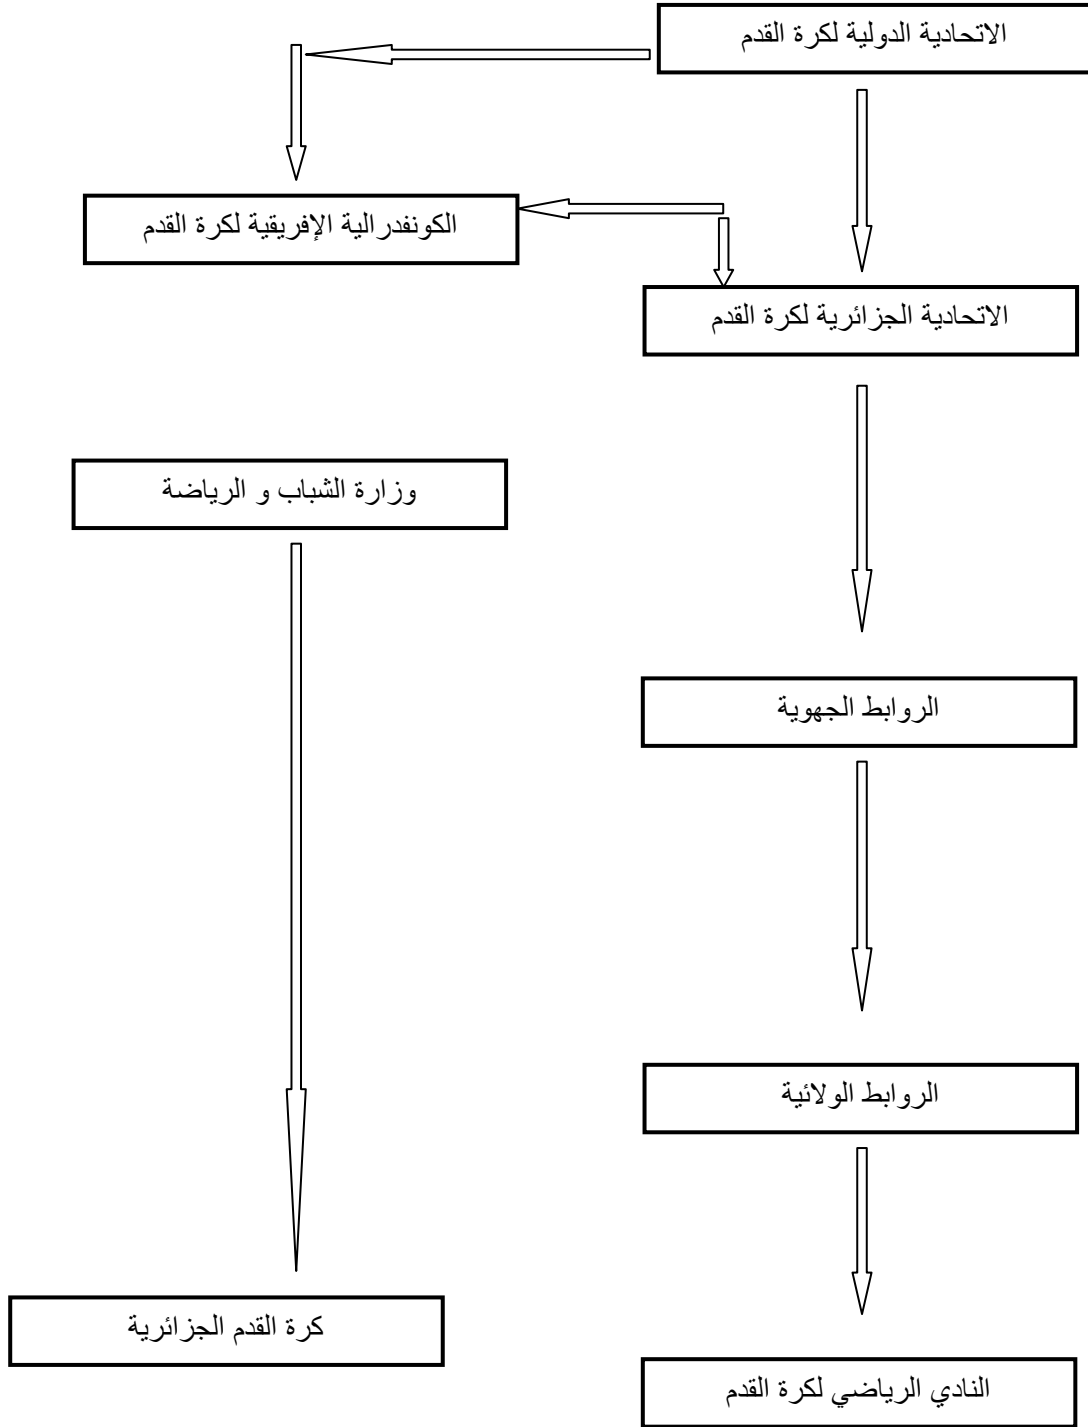 الاتحادية الدولية لكرة القدم
الكونفدرالية الإفريقية لكرة القدم
الاتحادية الجزائرية لكرة القدم
وزارة الشباب و الرياضة
الروابط الجهوية
الروابط الولائية
كرة القدم الجزائرية
النادي الرياضي لكرة القدم